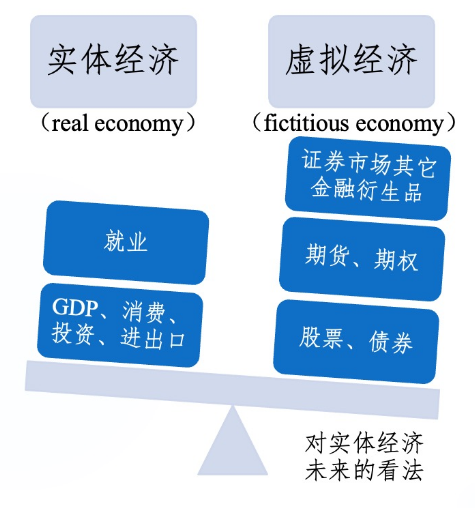 实体经济
（real economy）
虚拟经济
（fictitious economy）
就业
GDP、消费、
投资、进出口
证券市场其它
金融衍生品
期货、期权
股票、债券
对实体经济
未来的看法